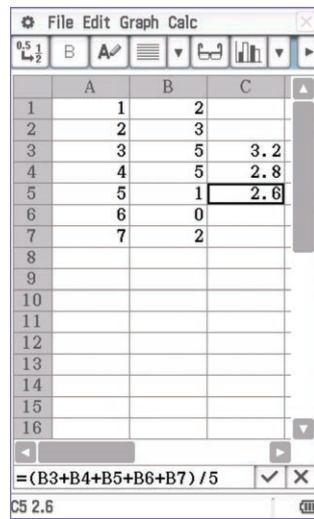 File Edit Graph Calc
0.5 1 2 B A
A B C
1 1 2
2 2 3
3 3 5 3.2
4 4 5 2.8
5 5 1 2.6
6 6 0
7 7 2
8
9
10
11
12
13
14
15
16
=(B3+B4+B5+B6+B7)/5
C5 2.6